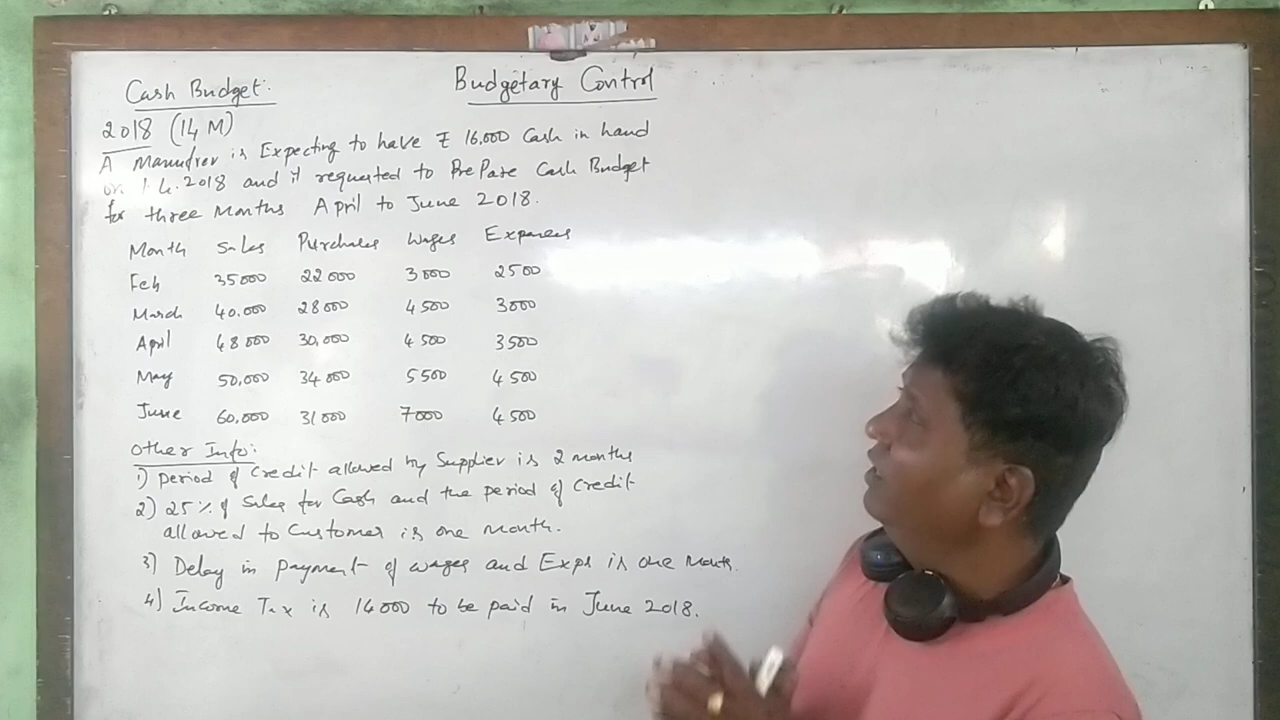 Cash Budget:
Budgetary Control
2018 (14 M)
A Manufrer is Expecting to have ₹ 16,000 Cash in hand
on 1.4.2018 and it requested to Prepare Cash Budget
for three Months April to June 2018.
Month Sales Purchases Wages Expenses
Feb 35000 22000 3000 2500
March 40,000 28000 4500 3000
April 48000 30,000 4500 3500
May 50,000 34000 5500 4500
June 60,000 31000 7000 4500
Other Info:
1) Period of Credit allowed by Supplier is 2 months
2) 25% of Sales for Cash and the period of Credit
allowed to Customer is one month.
3) Delay in payment of wages and Exps is one Month.
4) Income Tax is 14000 to be paid in June 2018.